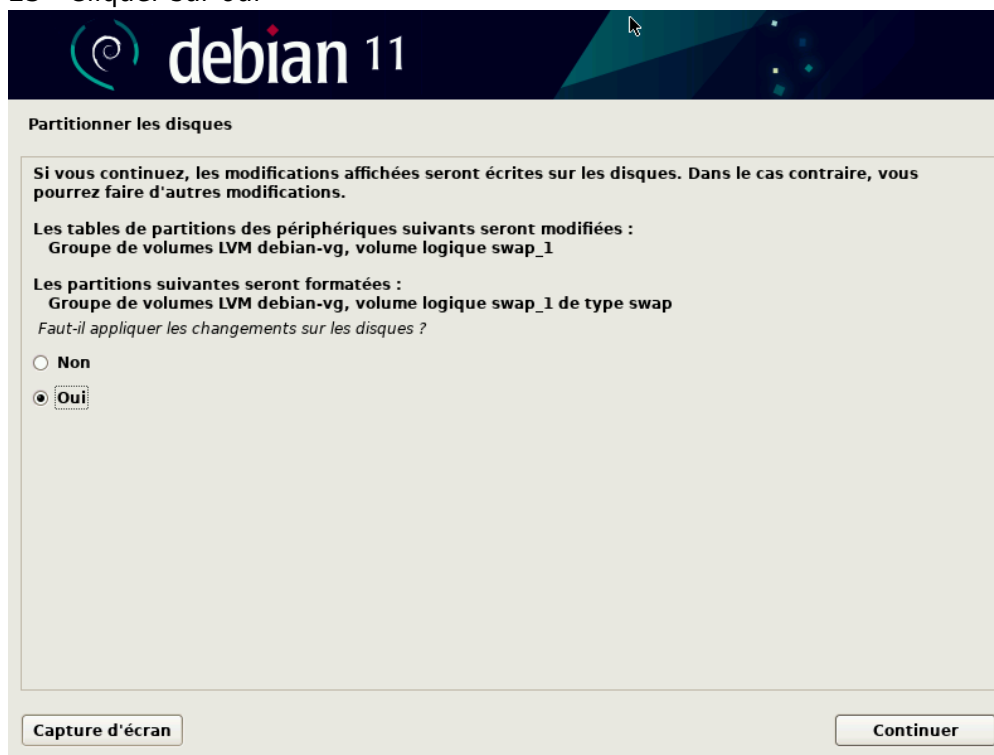 debian 11
Partitionner les disques
Si vous continuez, les modifications affichées seront écrites sur les disques. Dans le cas contraire, vous
pourrez faire d'autres modifications.
Les tables de partitions des périphériques suivants seront modifiées :
Groupe de volumes LVM debian-vg, volume logique swap_1
Les partitions suivantes seront formatées :
Groupe de volumes LVM debian-vg, volume logique swap_1 de type swap
Faut-il appliquer les changements sur les disques ?
Non
Oui
Capture d'écran
Continuer